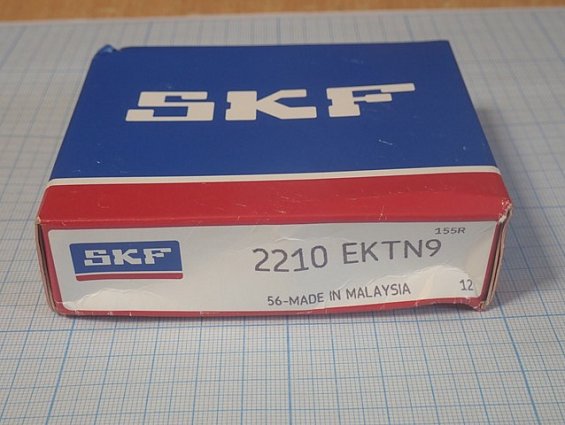 SKF
155R
SKF
2210 EKTN9
56-MADE IN MALAYSIA
12